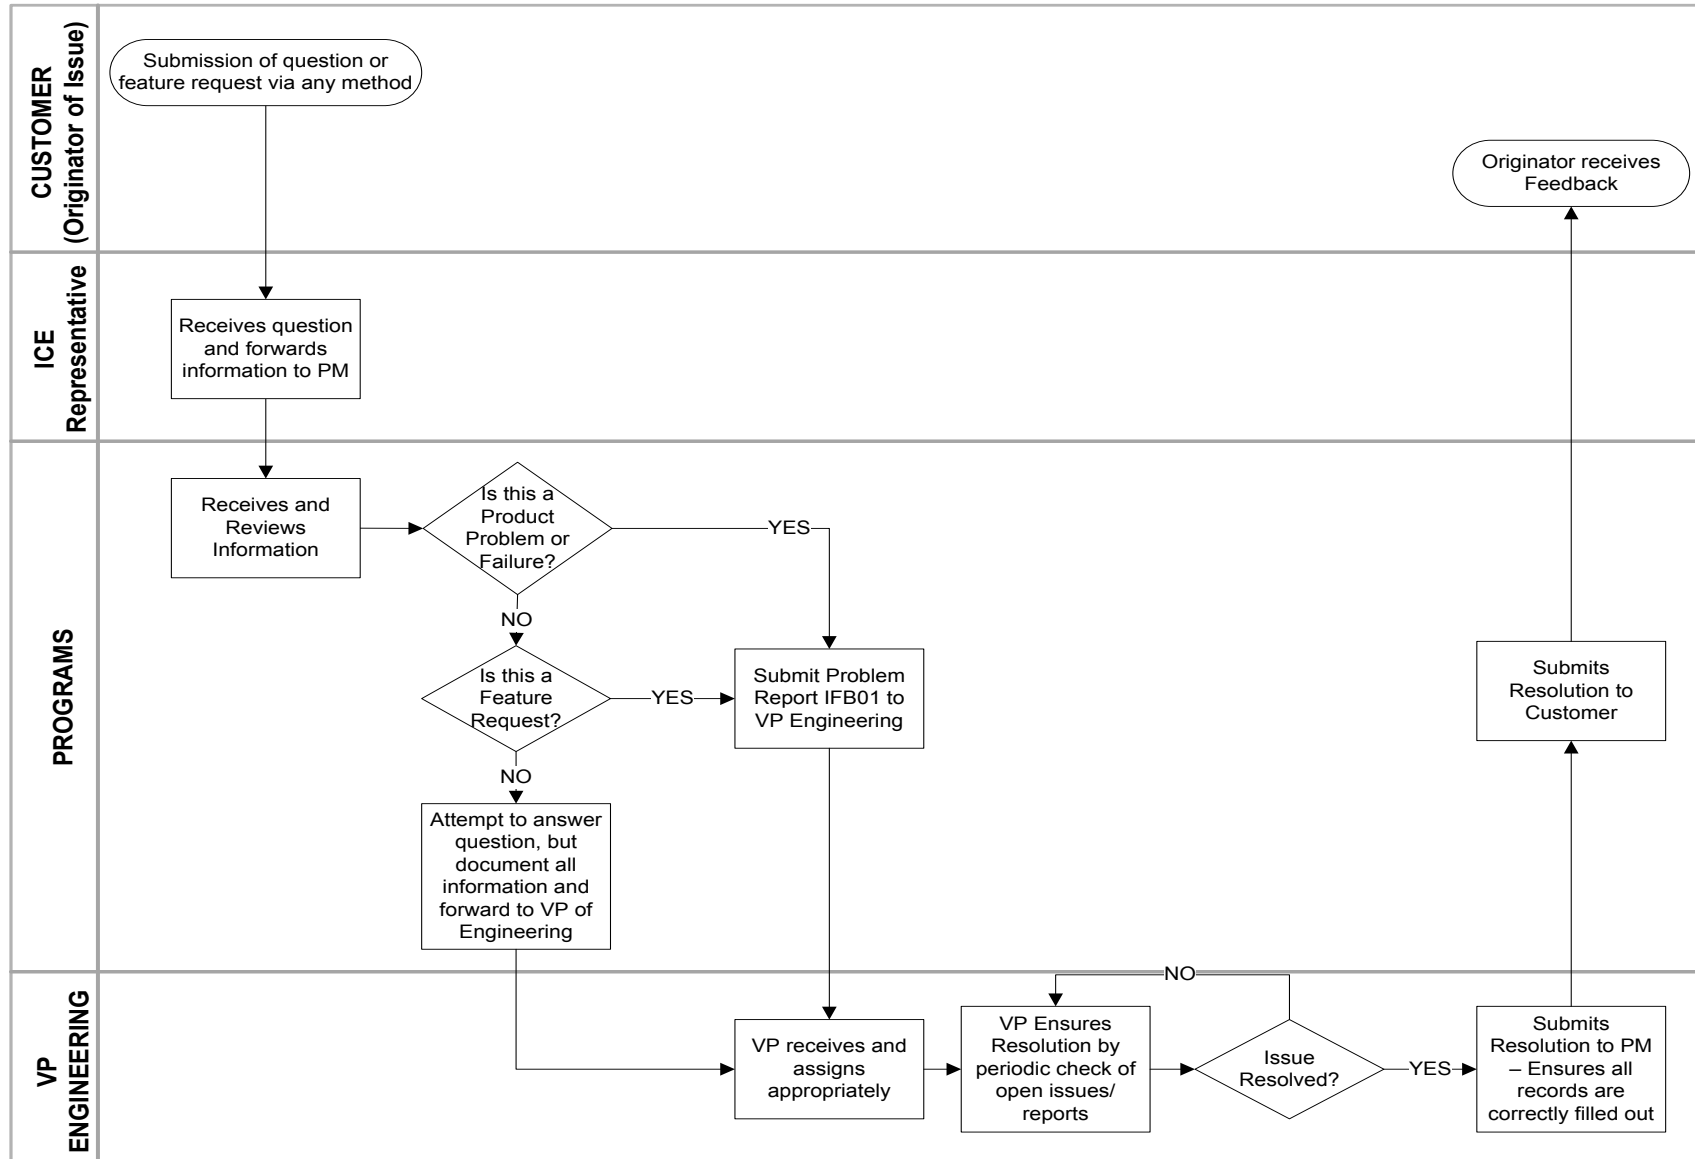 CUSTOMER
(Originator of Issue)
Submission of question or
feature request via any method
Originator receives
Feedback
ICE
Representative
Receives question
and forwards
information to PM
PROGRAMS
Receives and
Reviews
Information
Is this a
Product
Problem or
Failure?
YES
NO
Is this a
Feature
Request?
YES
Submit Problem
Report IFB01 to
VP Engineering
Submits
Resolution to
Customer
NO
Attempt to answer
question, but
document all
information and
forward to VP of
Engineering
VP
ENGINEERING
VP receives and
assigns
appropriately
NO
VP Ensures
Resolution by
periodic check of
open issues/
reports
Issue
Resolved?
YES
Submits
Resolution to PM
– Ensures all
records are
correctly filled out